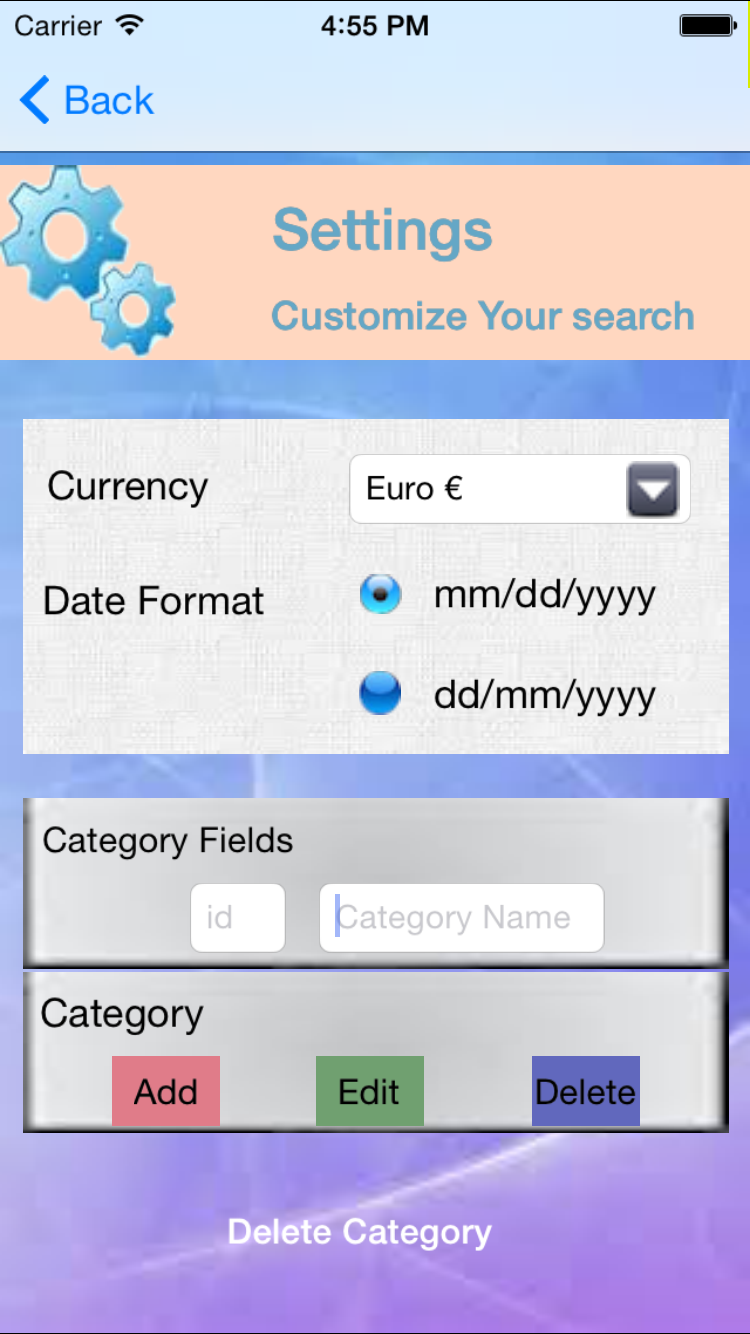 Carrier 4:55 PM
Back
Settings
Customize Your search
Currency Euro €
Date Format mm/dd/yyyy
dd/mm/yyyy
Category Fields
id Category Name
Category
Add Edit Delete
Delete Category